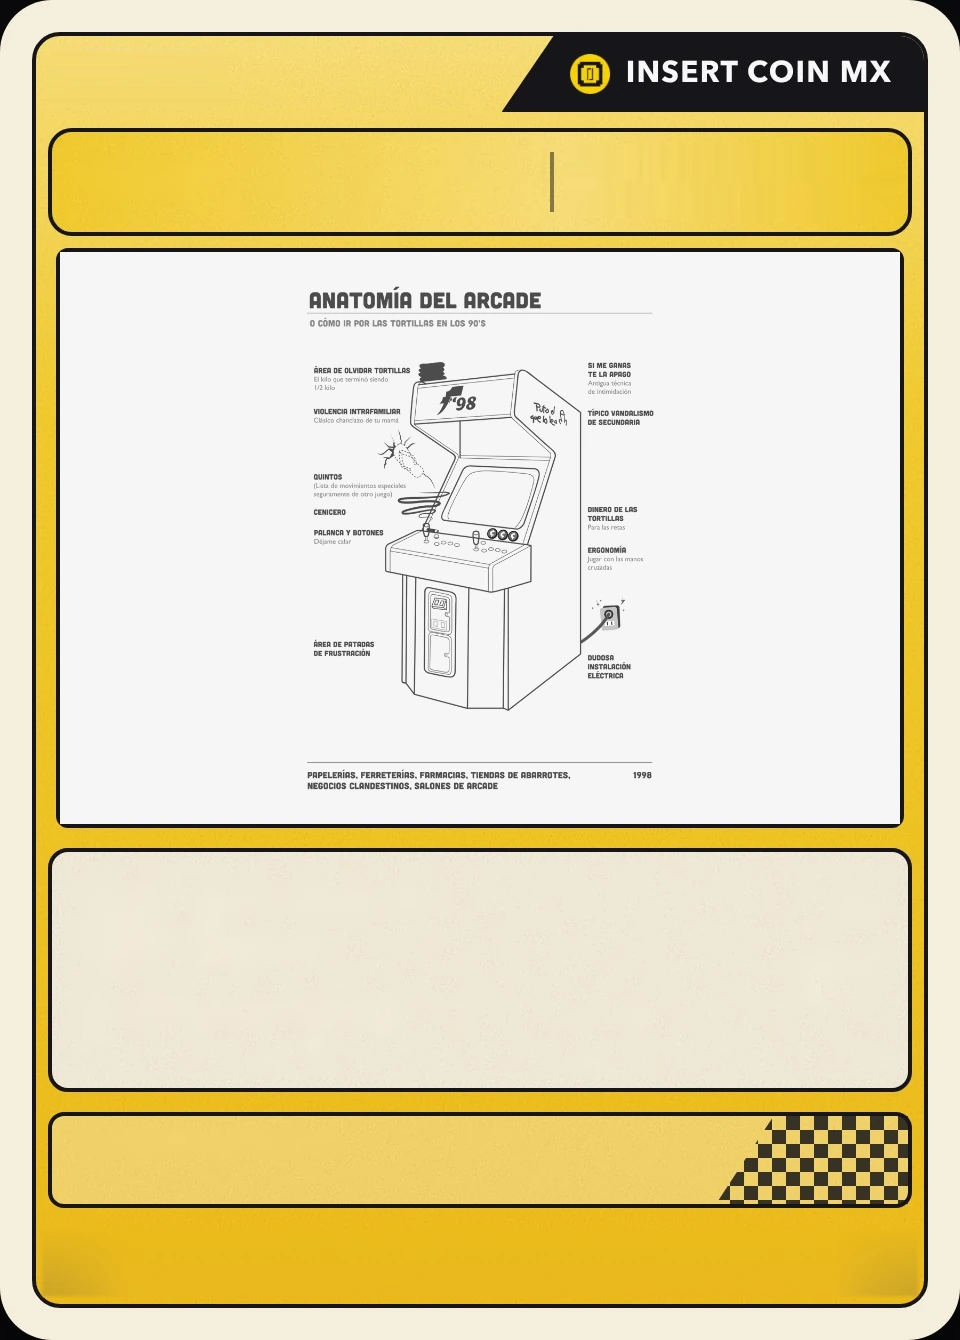 INSERT COIN MX
ANATOMÍA DEL ARCADE
O CÓMO IR POR LAS TORTILLAS EN LOS 90'S
ÁREA DE OLVIDAR TORTILLAS
El kilo que terminó siendo
1/2 kilo
VIOLENCIA INTRAFAMILIAR
Clásico chanclazo de tu mamá
QUINTOS
(Lista de movimientos especiales
seguramente de otro juego)
CENICERO
PALANCA Y BOTONES
Déjame calar
ÁREA DE PATADAS
DE FRUSTRACIÓN
'98
Puto el
que lo lea
SI ME GANAS
TE LA APAGO
Antigua técnica
de intimidación
TÍPICO VANDALISMO
DE SECUNDARIA
DINERO DE LAS
TORTILLAS
Para las retas
ERGONOMÍA
Jugar con las manos
cruzadas
DUDOSA
INSTALACIÓN
ELÉCTRICA
PAPELERÍAS, FERRETERÍAS, FARMACIAS, TIENDAS DE ABARROTES,
NEGOCIOS CLANDESTINOS, SALONES DE ARCADE
1998